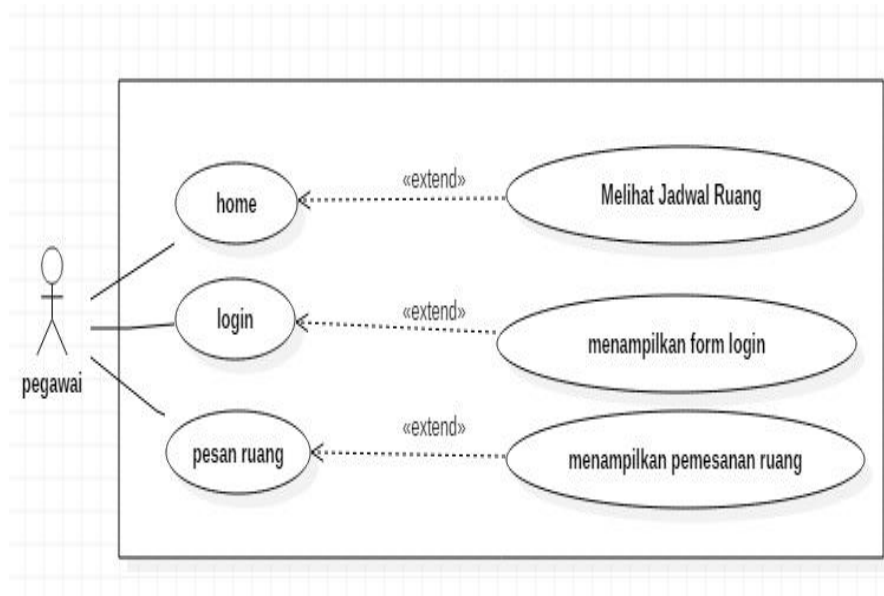 «extend»
home
Melihat Jadwal Ruang
«extend»
login
menampilkan form login
pegawai
«extend»
pesan ruang
menampilkan pemesanan ruang